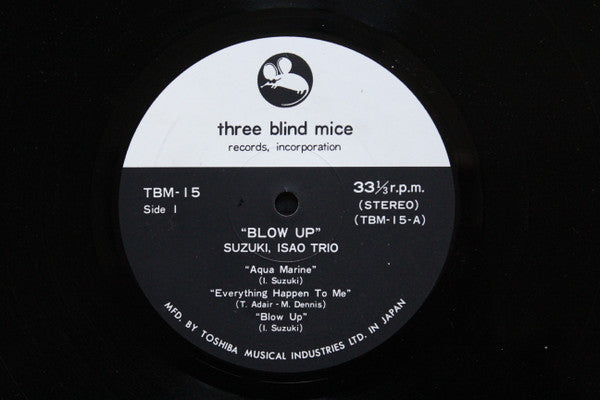 three blind mice
records, incorporation
TBM-15
Side 1
33⅓ r.p.m.
(STEREO)
(TBM-15-A)
"BLOW UP"
SUZUKI, ISAO TRIO
"Aqua Marine"
(I. Suzuki)
"Everything Happen To Me"
(T. Adair - M. Dennis)
"Blow Up"
(I. Suzuki)
MFD. BY TOSHIBA MUSICAL INDUSTRIES LTD. IN JAPAN